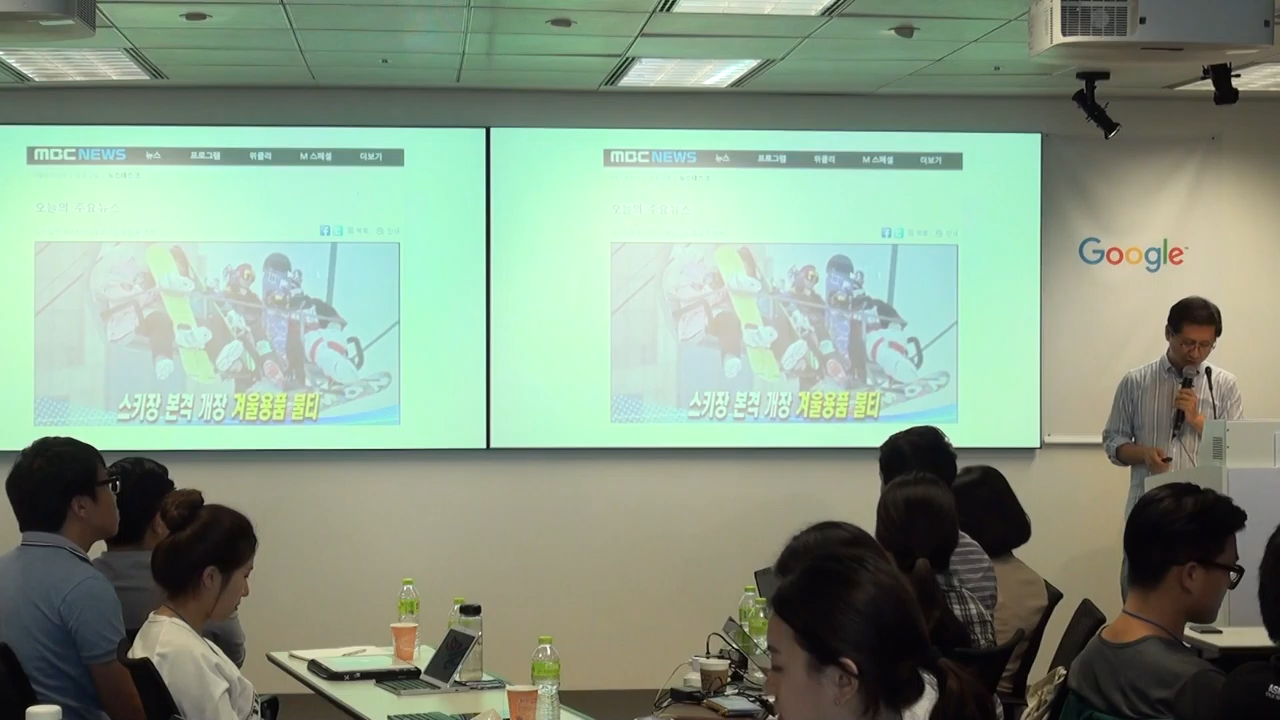 MBC NEWS 뉴스 프로그램 위클리 M 스페셜 더보기
오늘의 주요뉴스
스키장 본격 개장 겨울용품 불티
MBC NEWS 뉴스 프로그램 위클리 M 스페셜 더보기
오늘의 주요뉴스
스키장 본격 개장 겨울용품 불티
Google